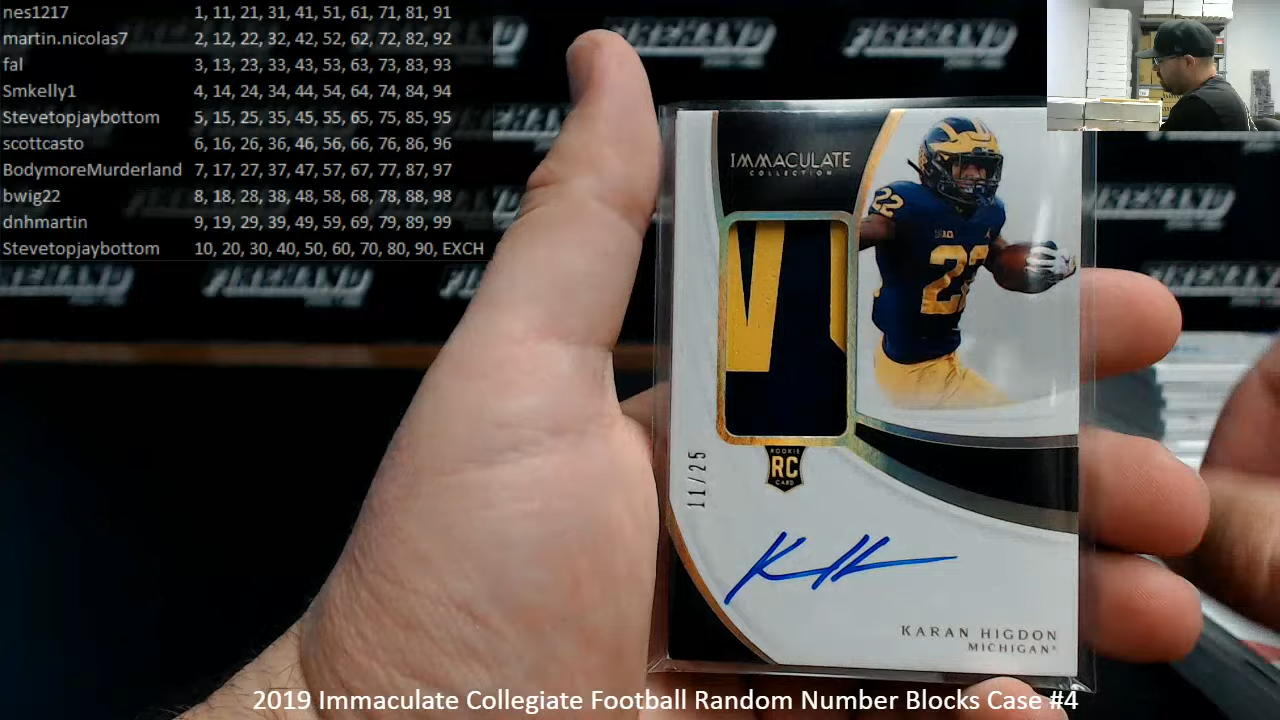 nes1217 1, 11, 21, 31, 41, 51, 61, 71, 81, 91
martin.nicolas7 2, 12, 22, 32, 42, 52, 62, 72, 82, 92
fal 3, 13, 23, 33, 43, 53, 63, 73, 83, 93
Smkelly1 4, 14, 24, 34, 44, 54, 64, 74, 84, 94
Stevetopjaybottom 5, 15, 25, 35, 45, 55, 65, 75, 85, 95
scottcasto 6, 16, 26, 36, 46, 56, 66, 76, 86, 96
BodymoreMurderland 7, 17, 27, 37, 47, 57, 67, 77, 87, 97
bwig22 8, 18, 28, 38, 48, 58, 68, 78, 88, 98
dnhmartin 9, 19, 29, 39, 49, 59, 69, 79, 89, 99
Stevetopjaybottom 10, 20, 30, 40, 50, 60, 70, 80, 90, EXCH
IMMACULATE
COLLECTION
22
22
ROOKIE
RC
CARD
11/25
KARAN HIGDON
MICHIGAN
2019 Immaculate Collegiate Football Random Number Blocks Case #4